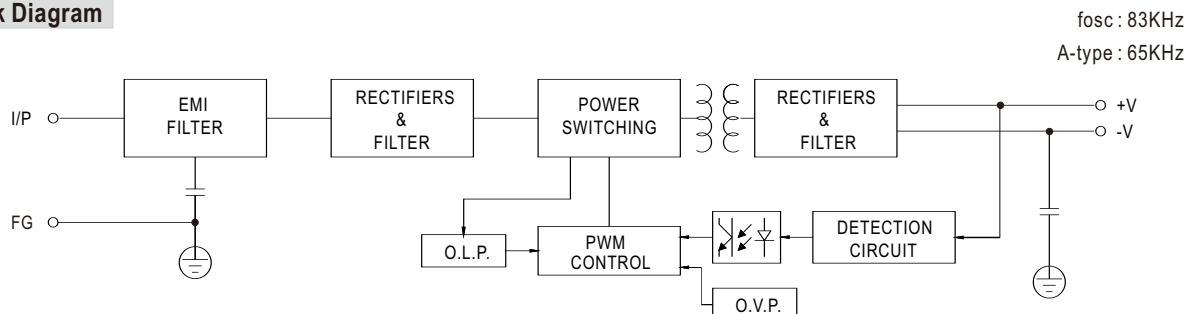 k Diagram
fosc : 83KHz
A-type : 65KHz
I/P
EMI
FILTER
RECTIFIERS
&
FILTER
POWER
SWITCHING
RECTIFIERS
&
FILTER
+V
-V
FG
O.L.P.
PWM
CONTROL
DETECTION
CIRCUIT
O.V.P.